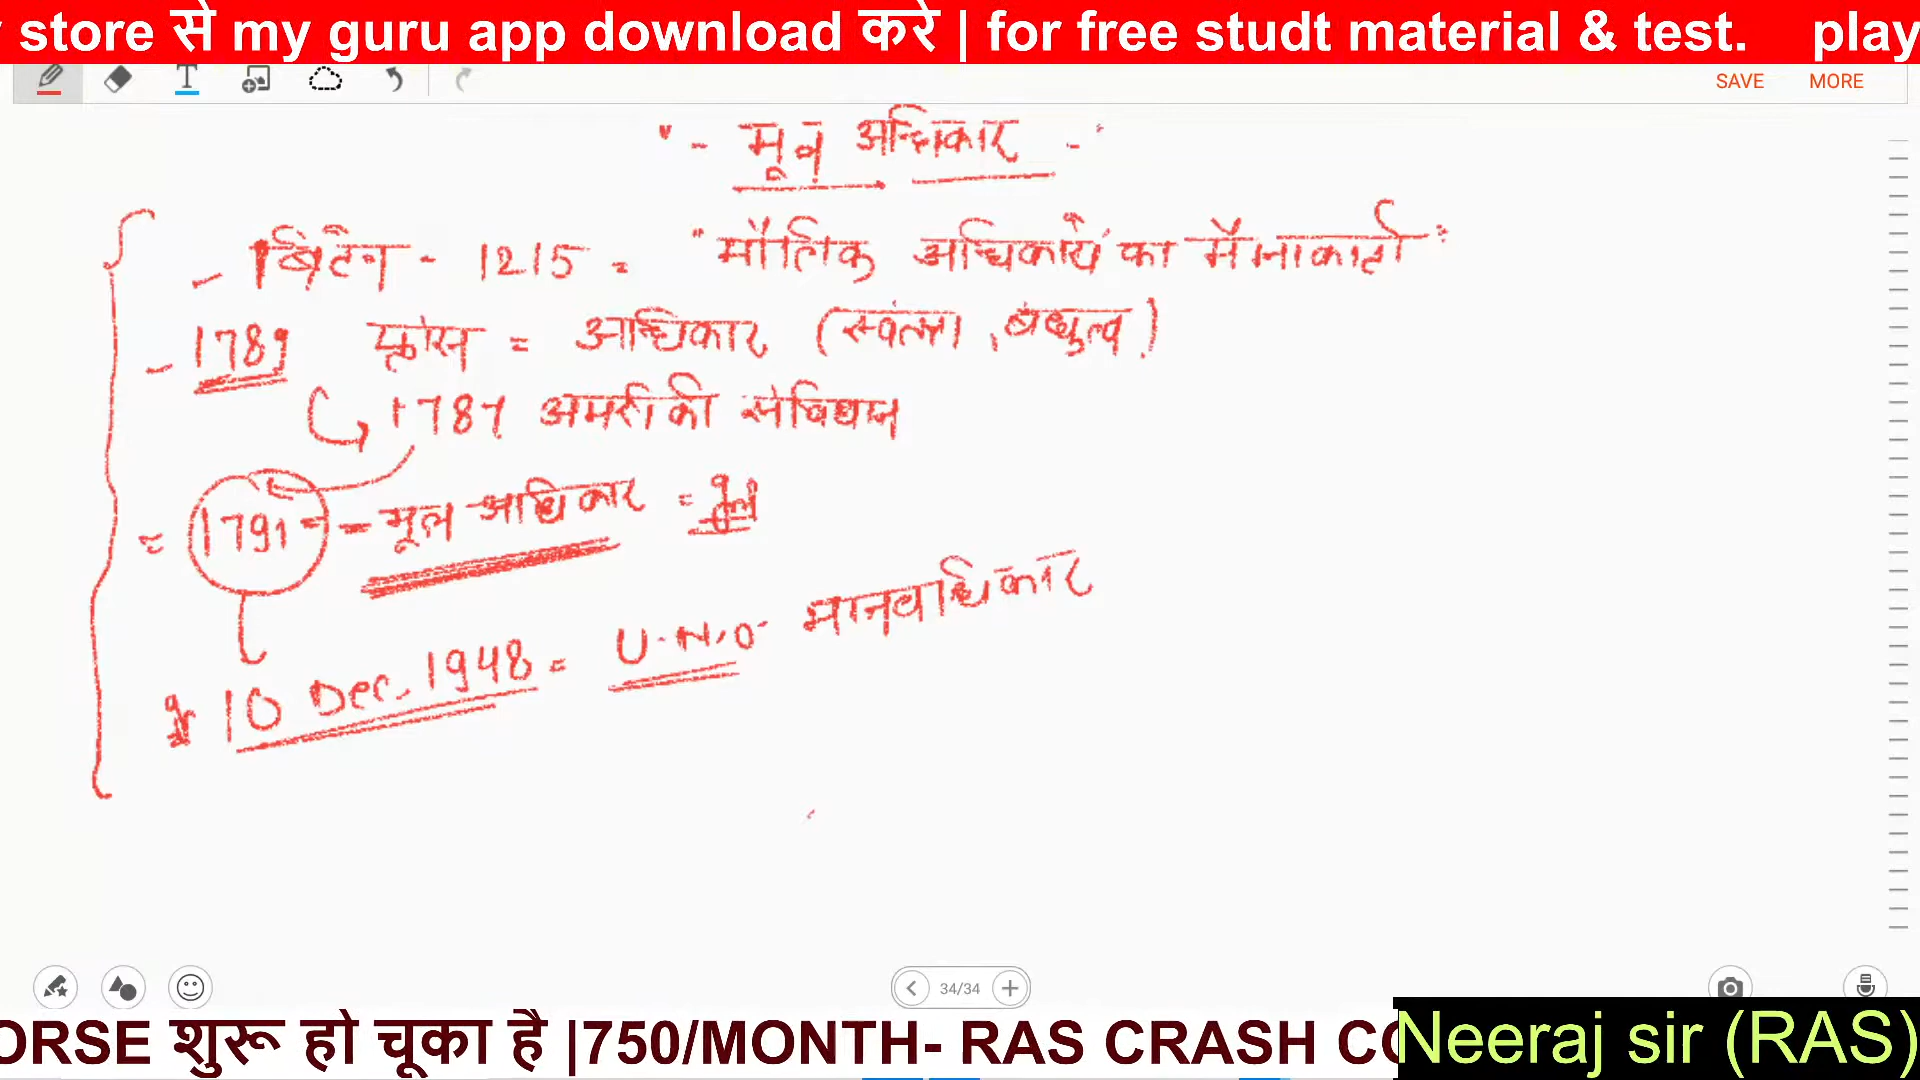 store से my guru app download करे | for free studt material & test. play
SAVE MORE
" - मूल अधिकार - "
- ब्रिटेन - 1215 = "मौलिक अधिकारों का मैग्नाकार्टा"
- 1789 फ्रांस = अधिकार (स्वतंत्रता, बंधुत्व)
1787 अमरीकी संविधान
= 1791 = - मूल अधिकार =
10 Dec. 1948 = U.N.O. मानवाधिकार
34/34
ORSE शुरू हो चूका है |750/MONTH- RAS CRASH CO
Neeraj sir (RAS)